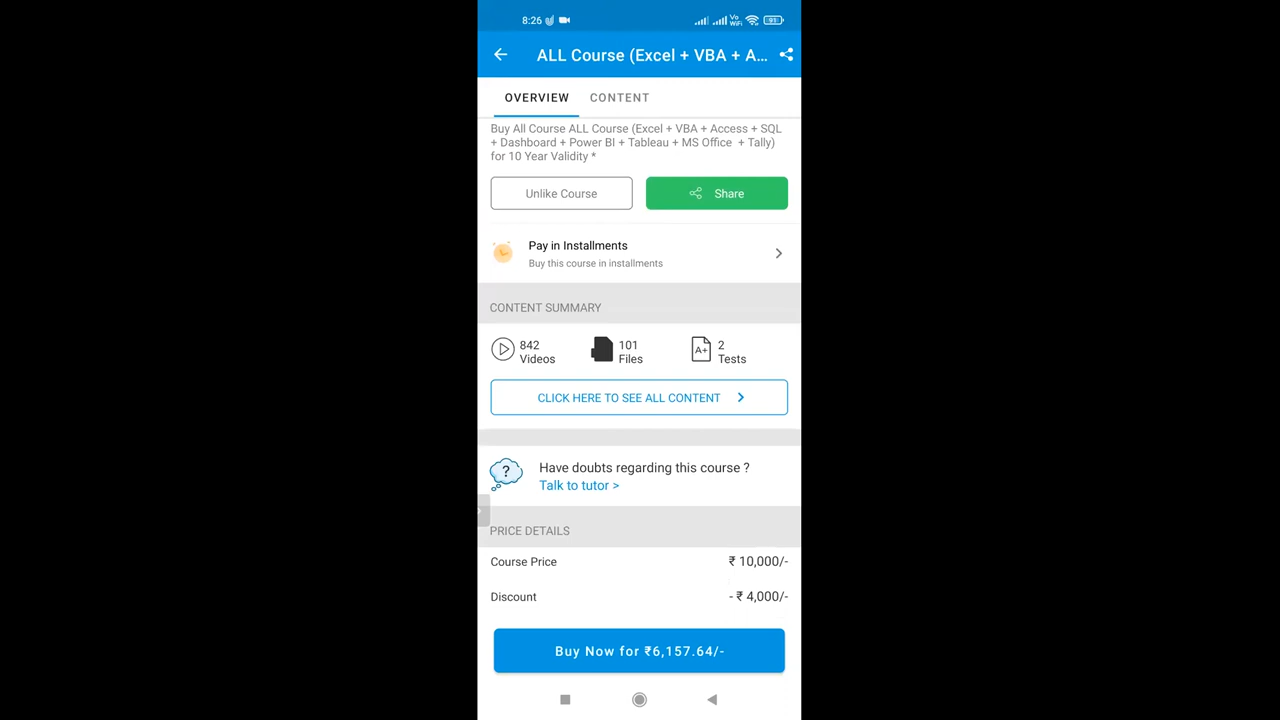 8:26
Vo
WiFi
93
ALL Course (Excel + VBA + A...
OVERVIEW
CONTENT
Buy All Course ALL Course (Excel + VBA + Access + SQL
+ Dashboard + Power BI + Tableau + MS Office + Tally)
for 10 Year Validity *
Unlike Course
Share
Pay in Installments
Buy this course in installments
CONTENT SUMMARY
842
Videos
101
Files
A+
2
Tests
CLICK HERE TO SEE ALL CONTENT
?
Have doubts regarding this course ?
Talk to tutor >
PRICE DETAILS
Course Price
₹ 10,000/-
Discount
- ₹ 4,000/-
Buy Now for ₹6,157.64/-